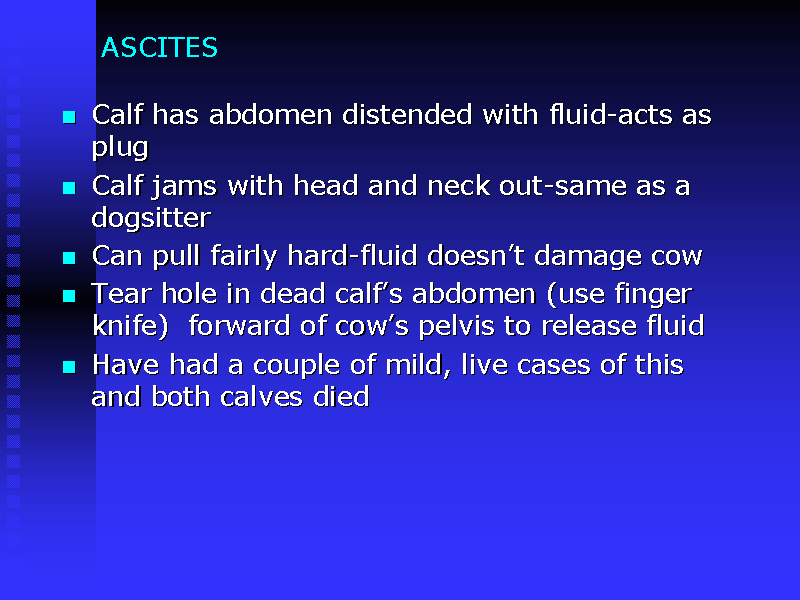 ASCITES
Calf has abdomen distended with fluid-acts as
plug
Calf jams with head and neck out-same as a
dogsitter
Can pull fairly hard-fluid doesn’t damage cow
Tear hole in dead calf’s abdomen (use finger
knife)  forward of cow’s pelvis to release fluid
Have had a couple of mild, live cases of this
and both calves died